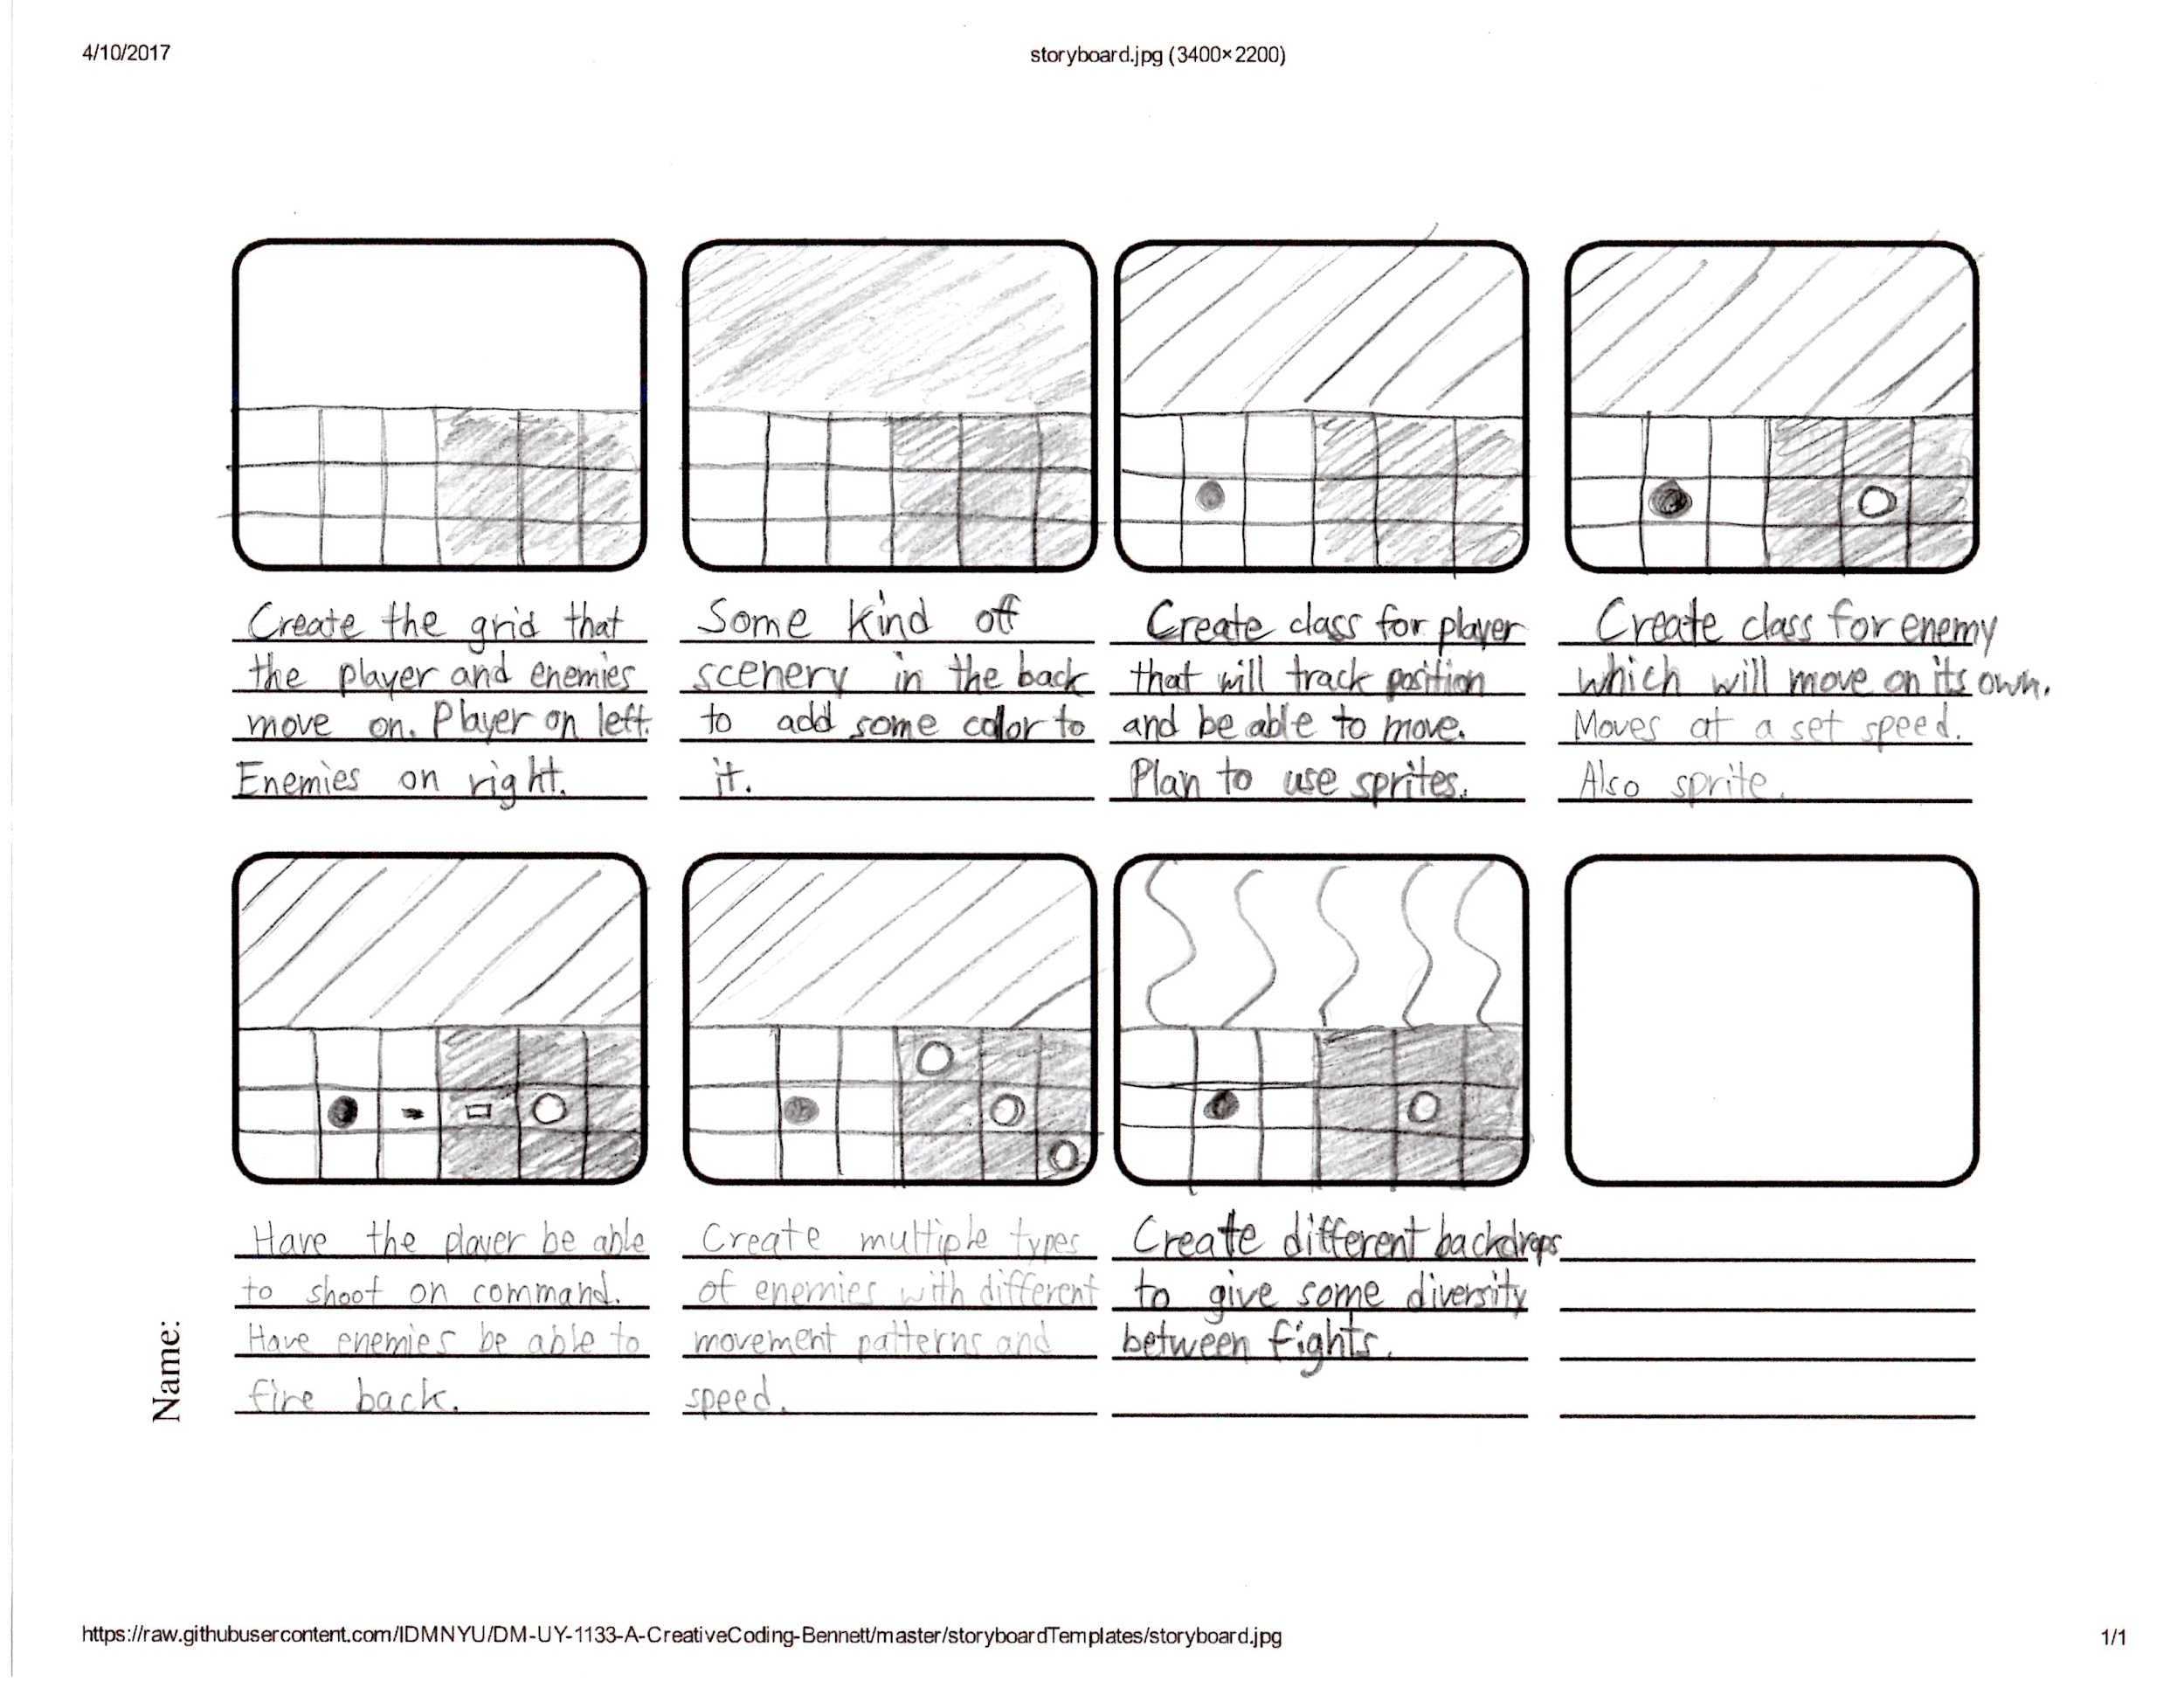 4/10/2017
storyboard.jpg (3400×2200)
Create the grid that
the player and enemies
move on. Player on left.
Enemies on right.
Some kind off
scenery in the back
to add some color to
it.
Create class for player
that will track position
and be able to move.
Plan to use sprites.
Create class for enemy
which will move on its own.
Moves at a set speed.
Also sprite.
Have the player be able
to shoot on command.
Have enemies be able to
fire back.
Create multiple types
of enemies with different
movement patterns and
speed.
Create different backdrops
to give some diversity
between fights.
Name:
https://raw.githubusercontent.com/IDMNYU/DM-UY-1133-A-CreativeCoding-Bennett/master/storyboardTemplates/storyboard.jpg
1/1